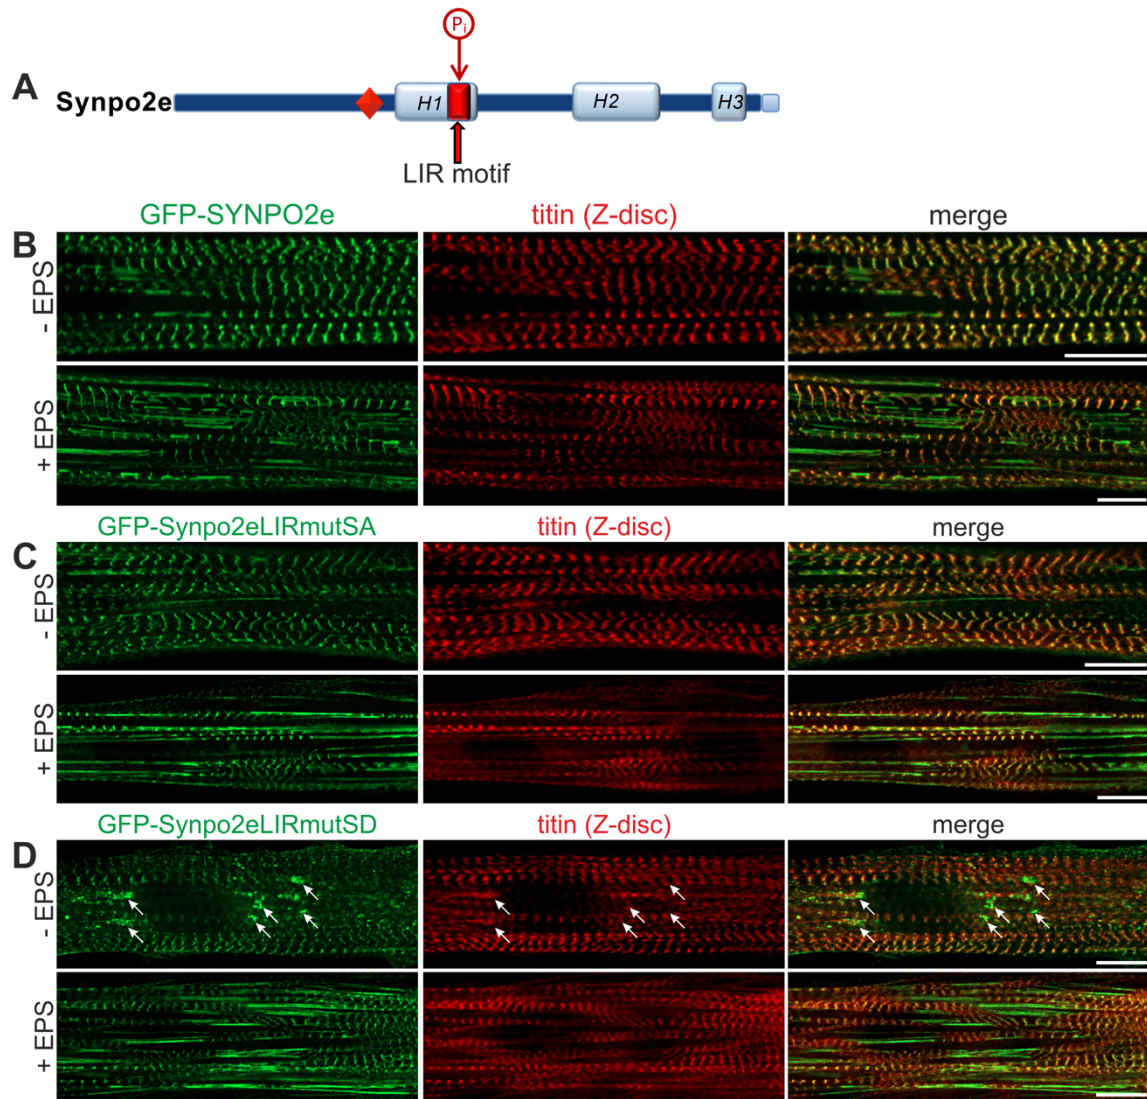 Pi
A
Synpo2e
H1
H2
H3
LIR motif
GFP-SYNPO2e
titin (Z-disc)
merge
B
- EPS
+ EPS
GFP-Synpo2eLIRmutSA
titin (Z-disc)
merge
C
- EPS
+ EPS
GFP-Synpo2eLIRmutSD
titin (Z-disc)
merge
D
- EPS
+ EPS